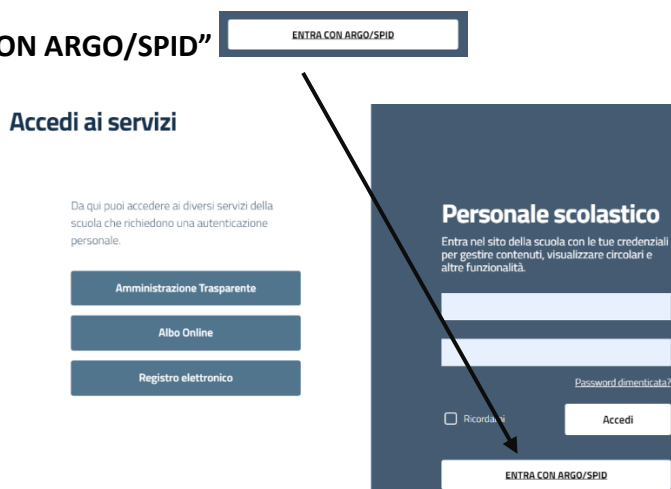 ON ARGO/SPID”
ENTRA CON ARGO/SPID
Accedi ai servizi
Da qui puoi accedere ai diversi servizi della
scuola che richiedono una autenticazione
personale.
Amministrazione Trasparente
Albo Online
Registro elettronico
Personale scolastico
Entra nel sito della scuola con le tue credenziali
per gestire contenuti, visualizzare circolari e
altre funzionalità.
Password dimenticata?
Ricordami
Accedi
ENTRA CON ARGO/SPID